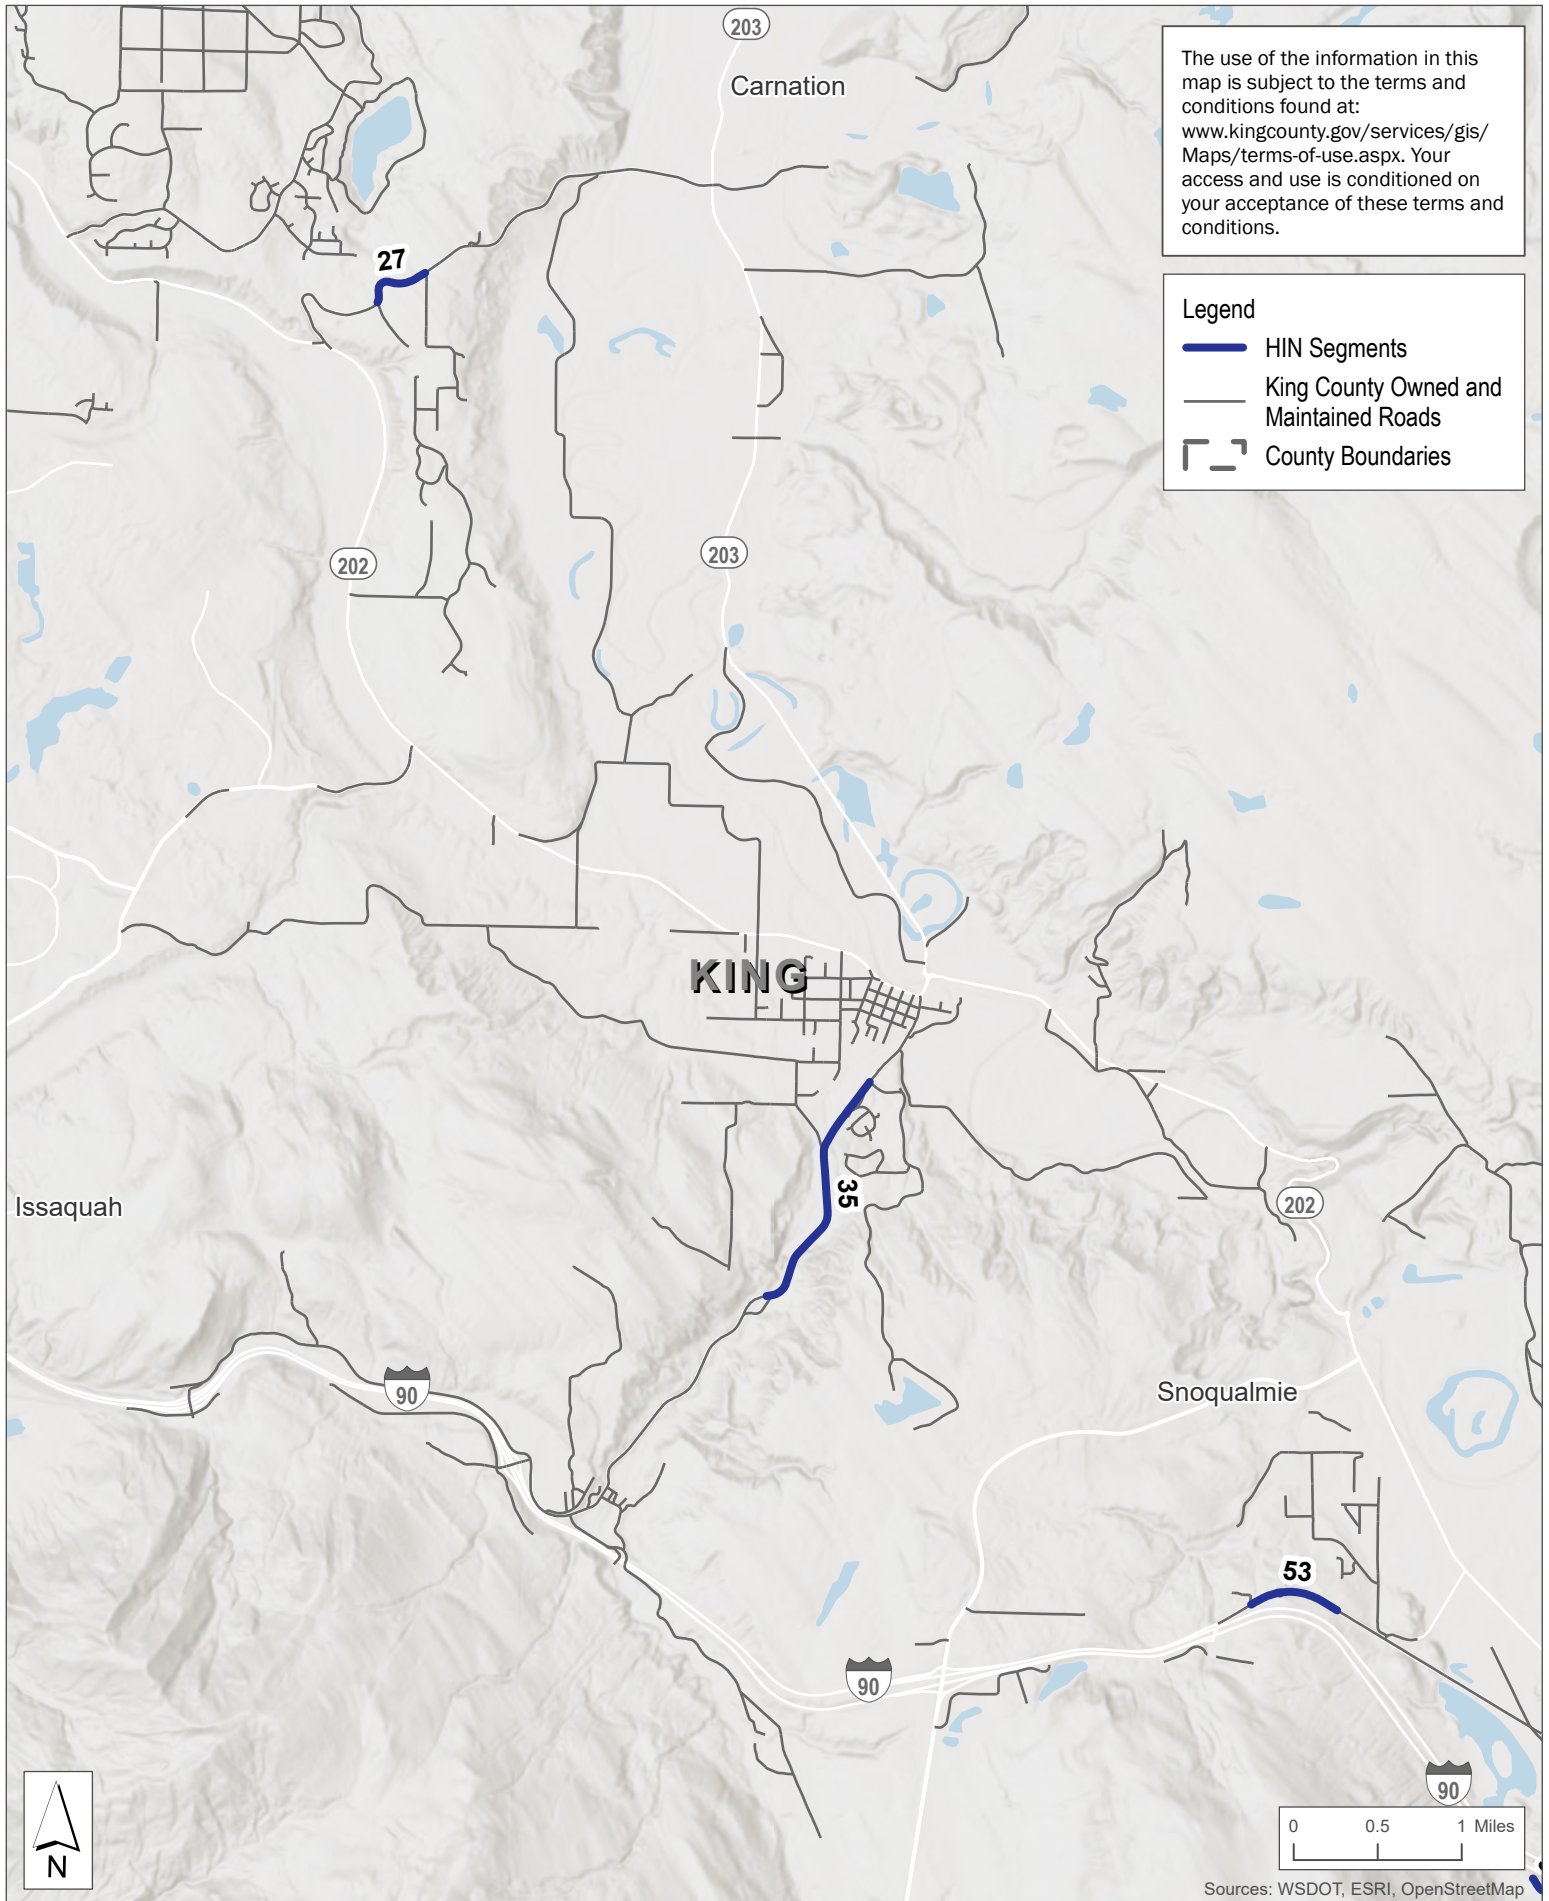 203
Carnation
The use of the information in this
map is subject to the terms and
conditions found at:
www.kingcounty.gov/services/gis/
Maps/terms-of-use.aspx. Your
access and use is conditioned on
your acceptance of these terms and
conditions.
27
Legend
HIN Segments
King County Owned and
Maintained Roads
County Boundaries
202
203
KING
35
Issaquah
202
90
Snoqualmie
53
90
90
N
0 0.5 1 Miles
Sources: WSDOT, ESRI, OpenStreetMap